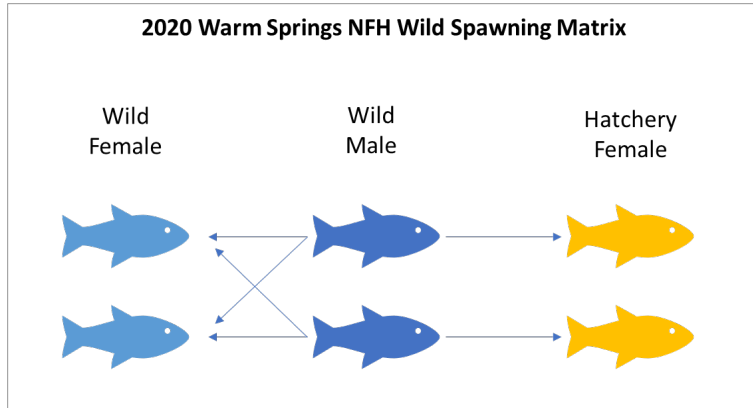 2020 Warm Springs NFH Wild Spawning Matrix
Wild
Female
Wild
Male
Hatchery
Female